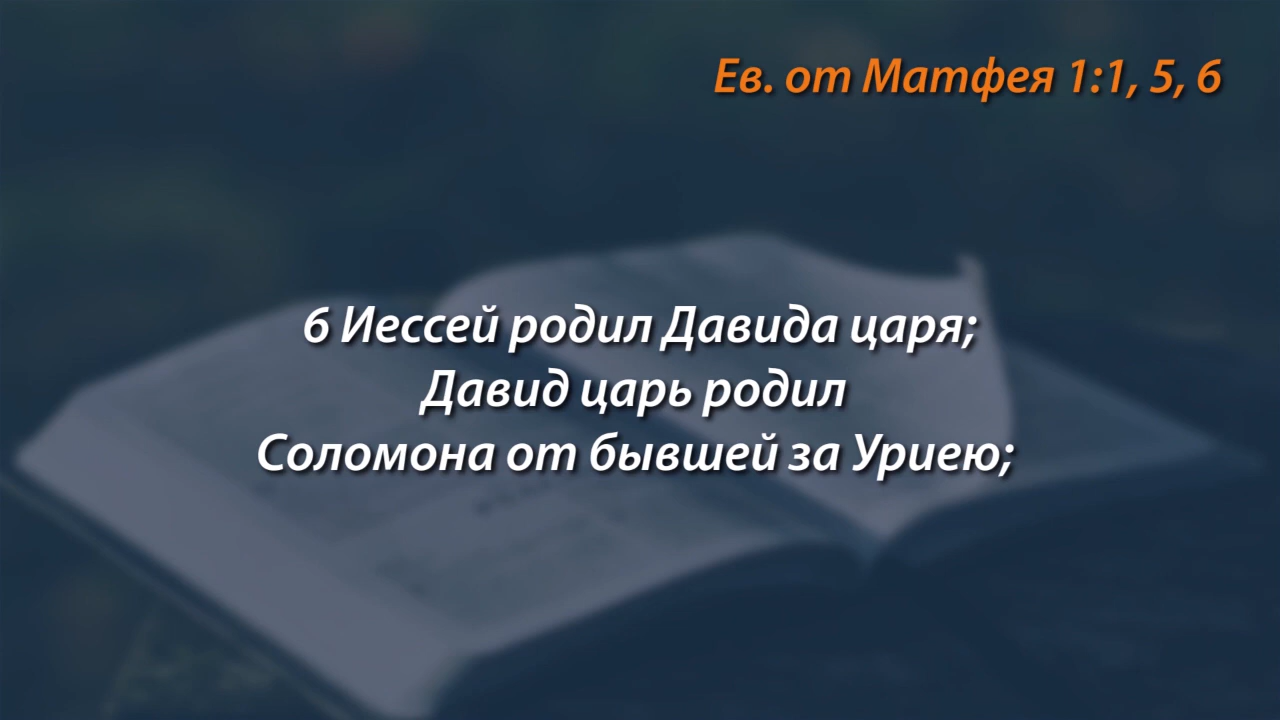 Ев. от Матфея 1:1, 5, 6
6 Иессей родил Давида царя;
Давид царь родил
Соломона от бывшей за Уриею;